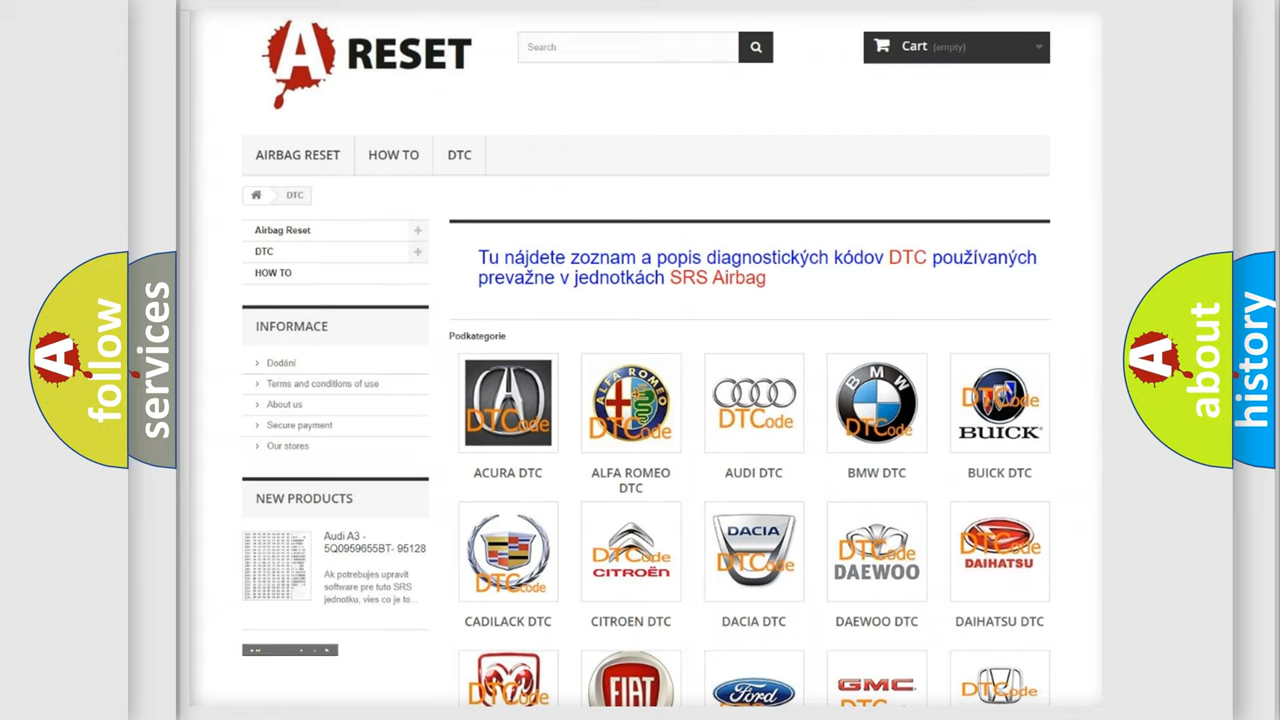 A RESET
Search
Cart (empty)
AIRBAG RESET
HOW TO
DTC
DTC
Airbag Reset
DTC
HOW TO
INFORMACE
Dodání
Terms and conditions of use
About us
Secure payment
Our stores
NEW PRODUCTS
Audi A3 -
5Q0959655BT- 95128
Ak potrebujes upravit
software pre tuto SRS
jednotku, vies co je to...
Tu nájdete zoznam a popis diagnostických kódov DTC používaných
prevažne v jednotkách SRS Airbag
Podkategorie
DTCode
ALFA ROMEO
DTCode
DTCode
BMW
DTCode
DTCode
BUICK
ACURA DTC
ALFA ROMEO
DTC
AUDI DTC
BMW DTC
BUICK DTC
DTCode
DTCode
CITROËN
DACIA
DTCode
DTCode
DAEWOO
DTCode
DAIHATSU
CADILACK DTC
CITROEN DTC
DACIA DTC
DAEWOO DTC
DAIHATSU DTC
DTCode
FIAT
Ford
GMC
DTCode
A follow
services
A about
history